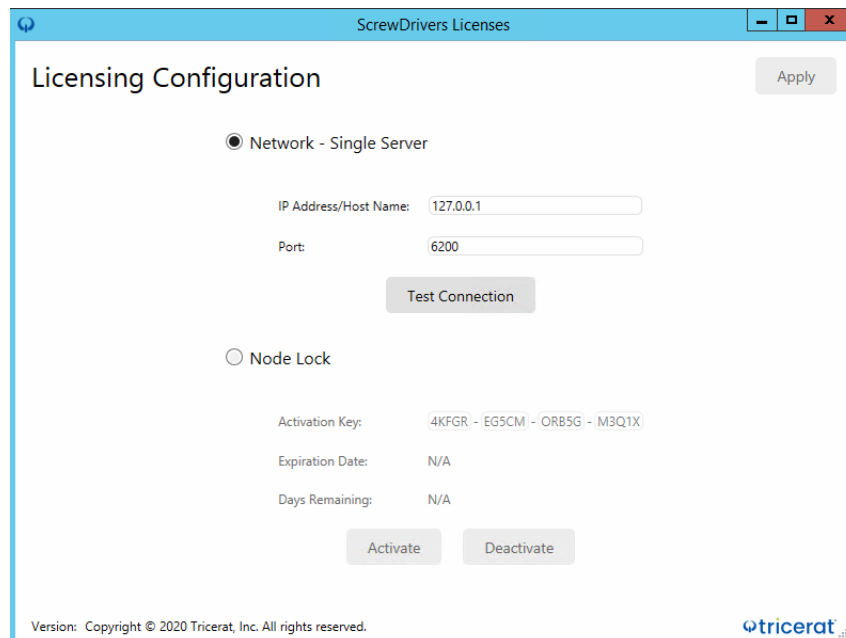 ScrewDrivers Licenses
Licensing Configuration
Apply
Network - Single Server
IP Address/Host Name: 127.0.0.1
Port: 6200
Test Connection
Node Lock
Activation Key: 4KFGR - EG5CM - ORB5G - M3Q1X
Expiration Date: N/A
Days Remaining: N/A
Activate Deactivate
Version: Copyright © 2020 Tricerat, Inc. All rights reserved.
tricerat